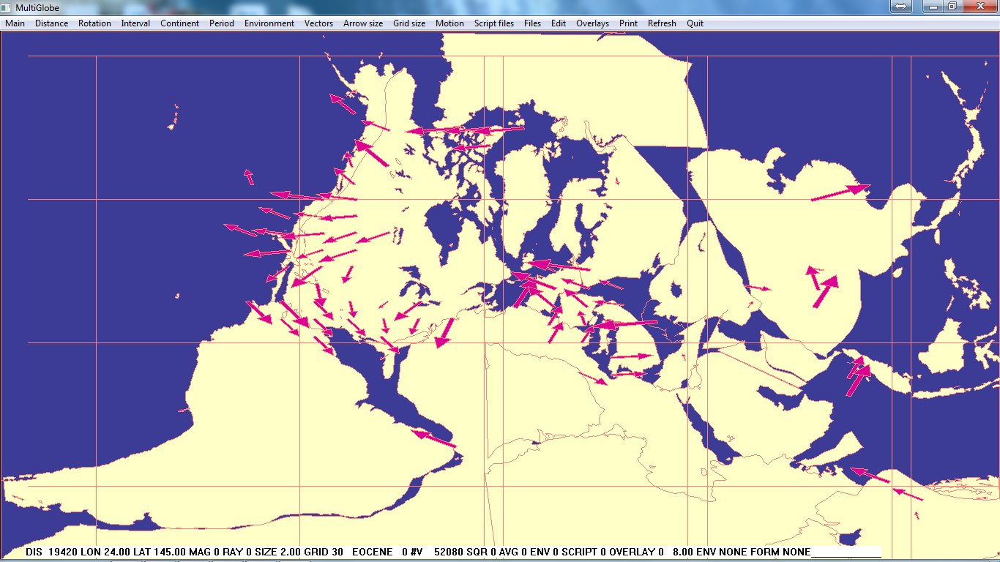 MultiGlobe
Main Distance Rotation Interval Continent Period Environment Vectors Arrow size Grid size Motion Script files Files Edit Overlays Print Refresh Quit
DIS 19420 LON 24.00 LAT 145.00 MAG 0 RAY 0 SIZE 2.00 GRID 30 EOCENE 0 #V 52080 SQR 0 AVG 0 ENV 0 SCRIPT 0 OVERLAY 0 8.00 ENV NONE FORM NONE